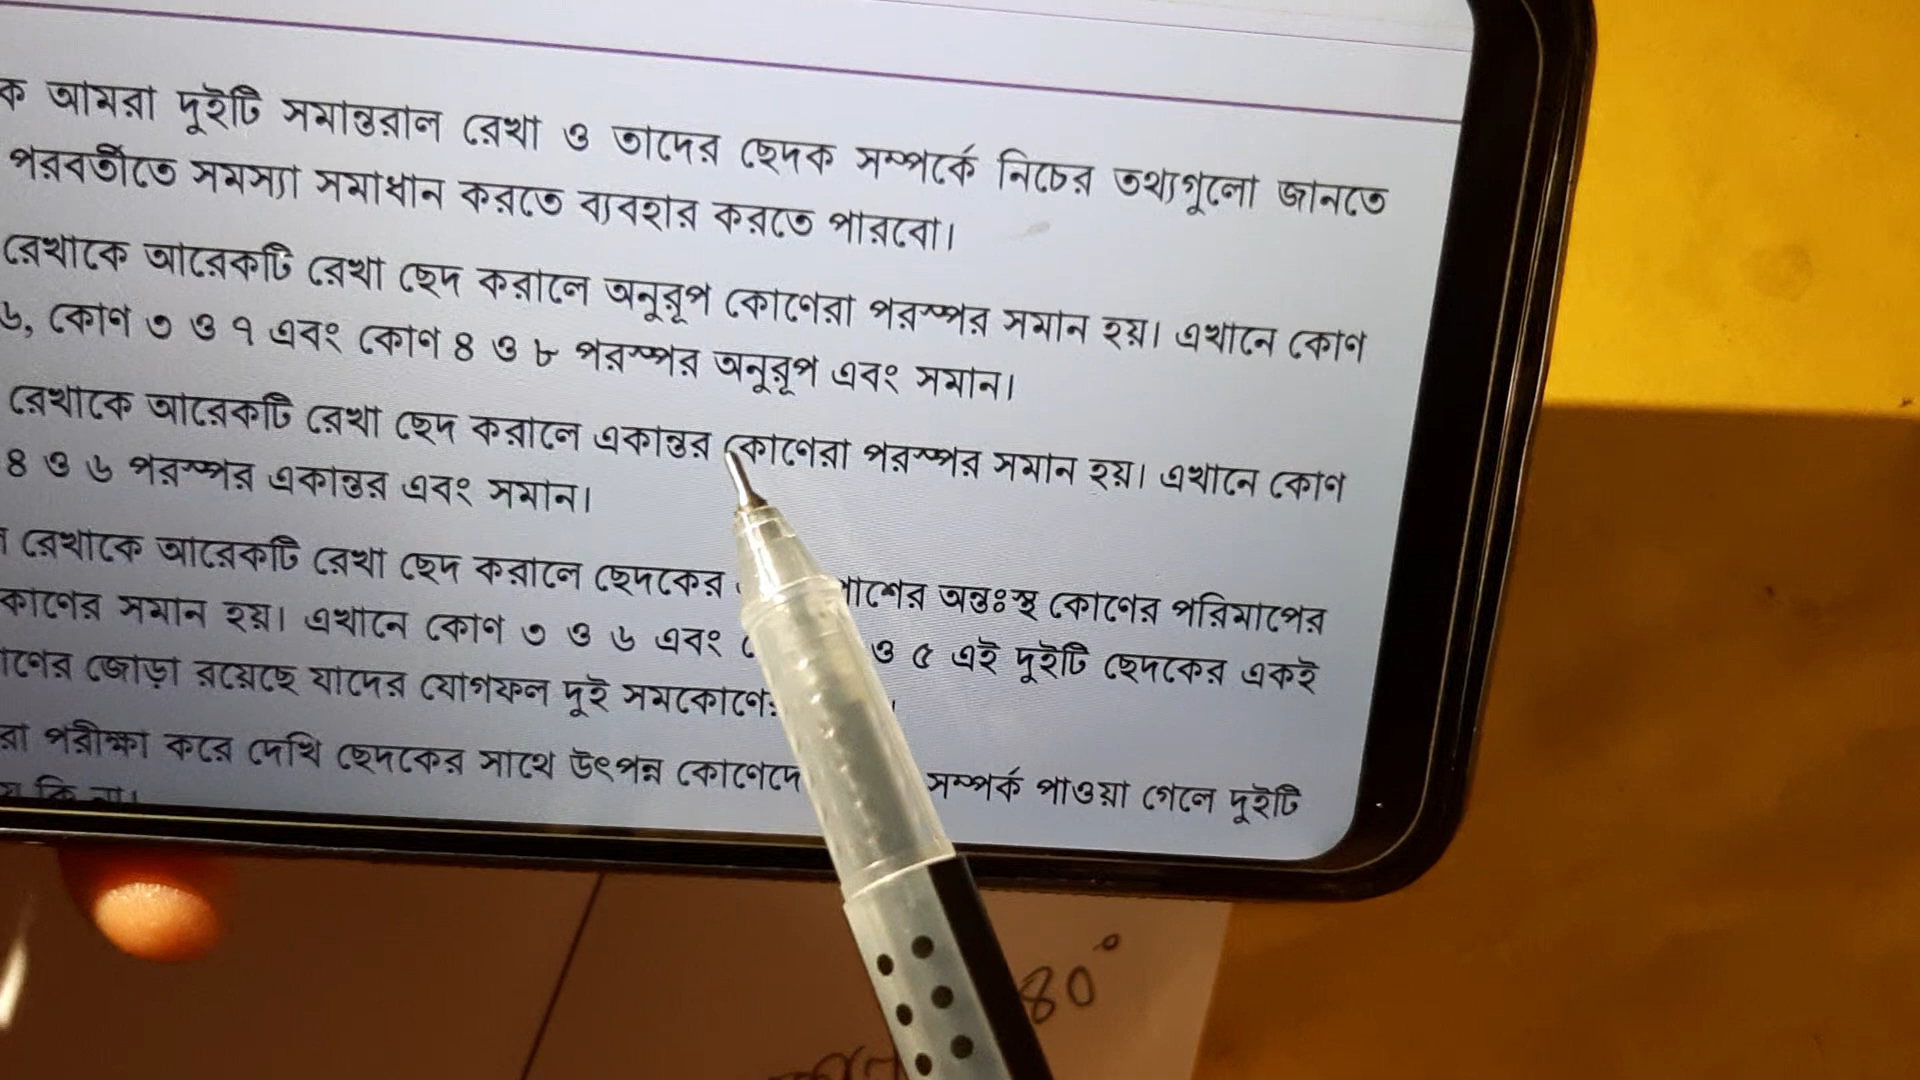 ক আমরা দুইটি সমান্তরাল রেখা ও তাদের ছেদক সম্পর্কে নিচের তথ্যগুলো জানতে
পরবর্তীতে সমস্যা সমাধান করতে ব্যবহার করতে পারবো।
রেখাকে আরেকটি রেখা ছেদ করালে অনুরূপ কোণেরা পরস্পর সমান হয়। এখানে কোণ
৬, কোণ ৩ ও ৭ এবং কোণ ৪ ও ৮ পরস্পর অনুরূপ এবং সমান।
রেখাকে আরেকটি রেখা ছেদ করালে একান্তর কোণেরা পরস্পর সমান হয়। এখানে কোণ
৪ ও ৬ পরস্পর একান্তর এবং সমান।
রেখাকে আরেকটি রেখা ছেদ করালে ছেদকের পাশের অন্তঃস্থ কোণের পরিমাপের
কোণের সমান হয়। এখানে কোণ ৩ ও ৬ এবং ও ৫ এই দুইটি ছেদকের একই
ণের জোড়া রয়েছে যাদের যোগফল দুই সমকোণের
রা পরীক্ষা করে দেখি ছেদকের সাথে উৎপন্ন সম্পর্ক পাওয়া গেলে দুইটি
কি না।
80°